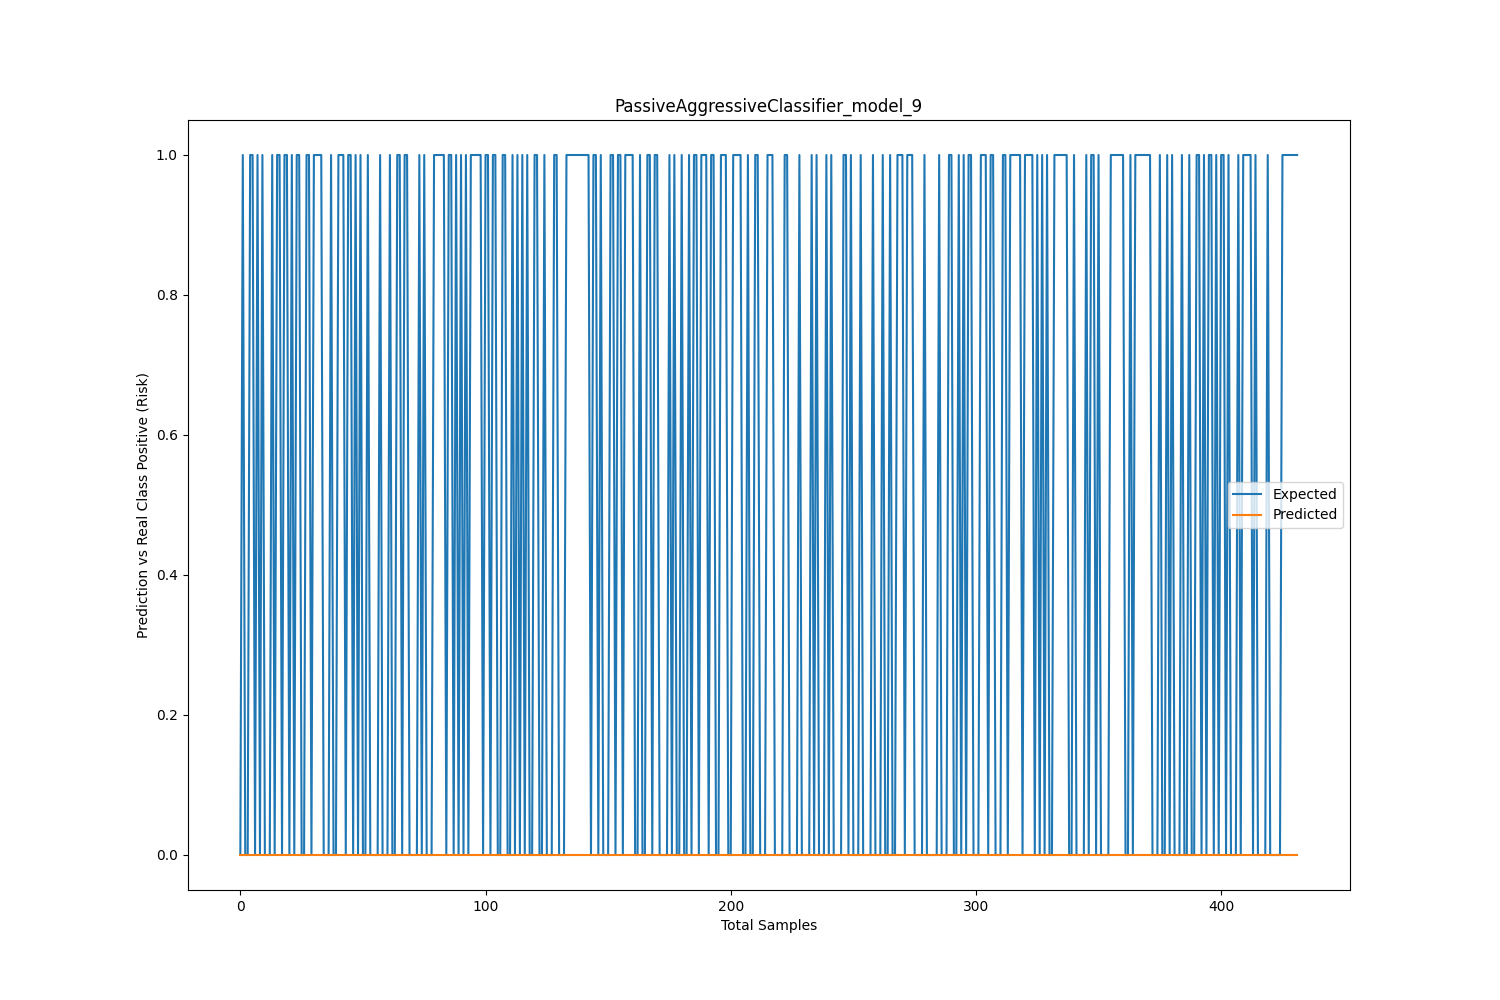 PassiveAggressiveClassifier_model_9
1.0
0.8
0.6
0.4
0.2
0.0
Prediction vs Real Class Positive (Risk)
Expected
Predicted
0 100 200 300 400
Total Samples